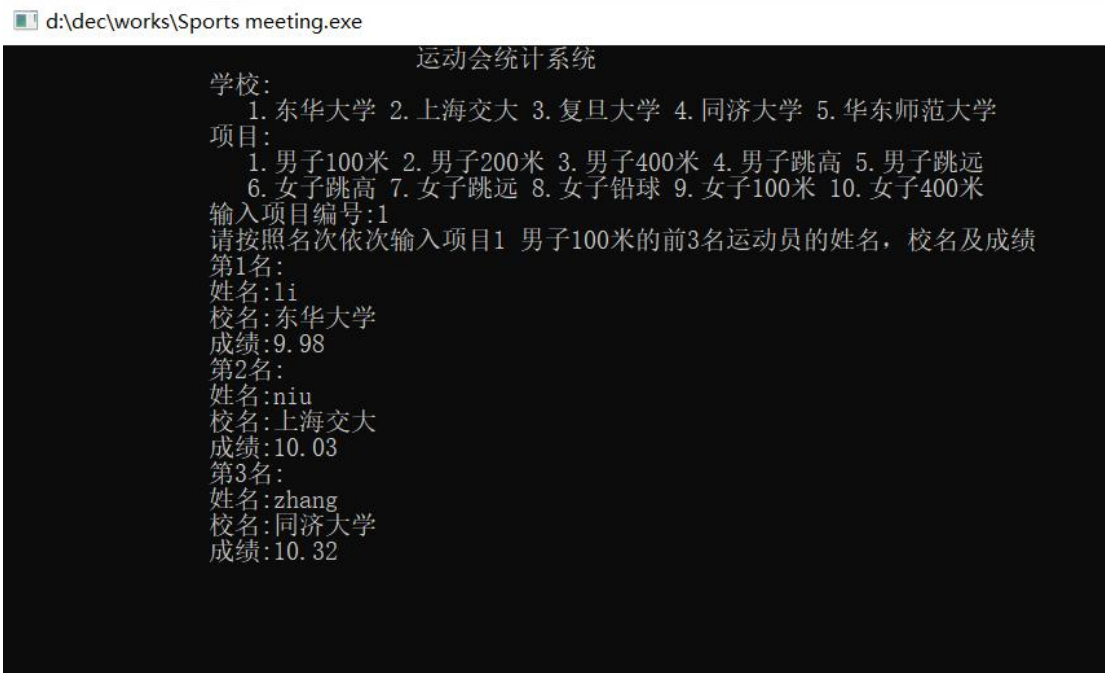 d:\dec\works\Sports meeting.exe
运动会统计系统
学校:
1.东华大学 2.上海交大 3.复旦大学 4.同济大学 5.华东师范大学
项目:
1.男子100米 2.男子200米 3.男子400米 4.男子跳高 5.男子跳远
6.女子跳高 7.女子跳远 8.女子铅球 9.女子100米 10.女子400米
输入项目编号:1
请按照名次依次输入项目1 男子100米的前3名运动员的姓名，校名及成绩
第1名:
姓名:li
校名:东华大学
成绩:9.98
第2名:
姓名:niu
校名:上海交大
成绩:10.03
第3名:
姓名:zhang
校名:同济大学
成绩:10.32